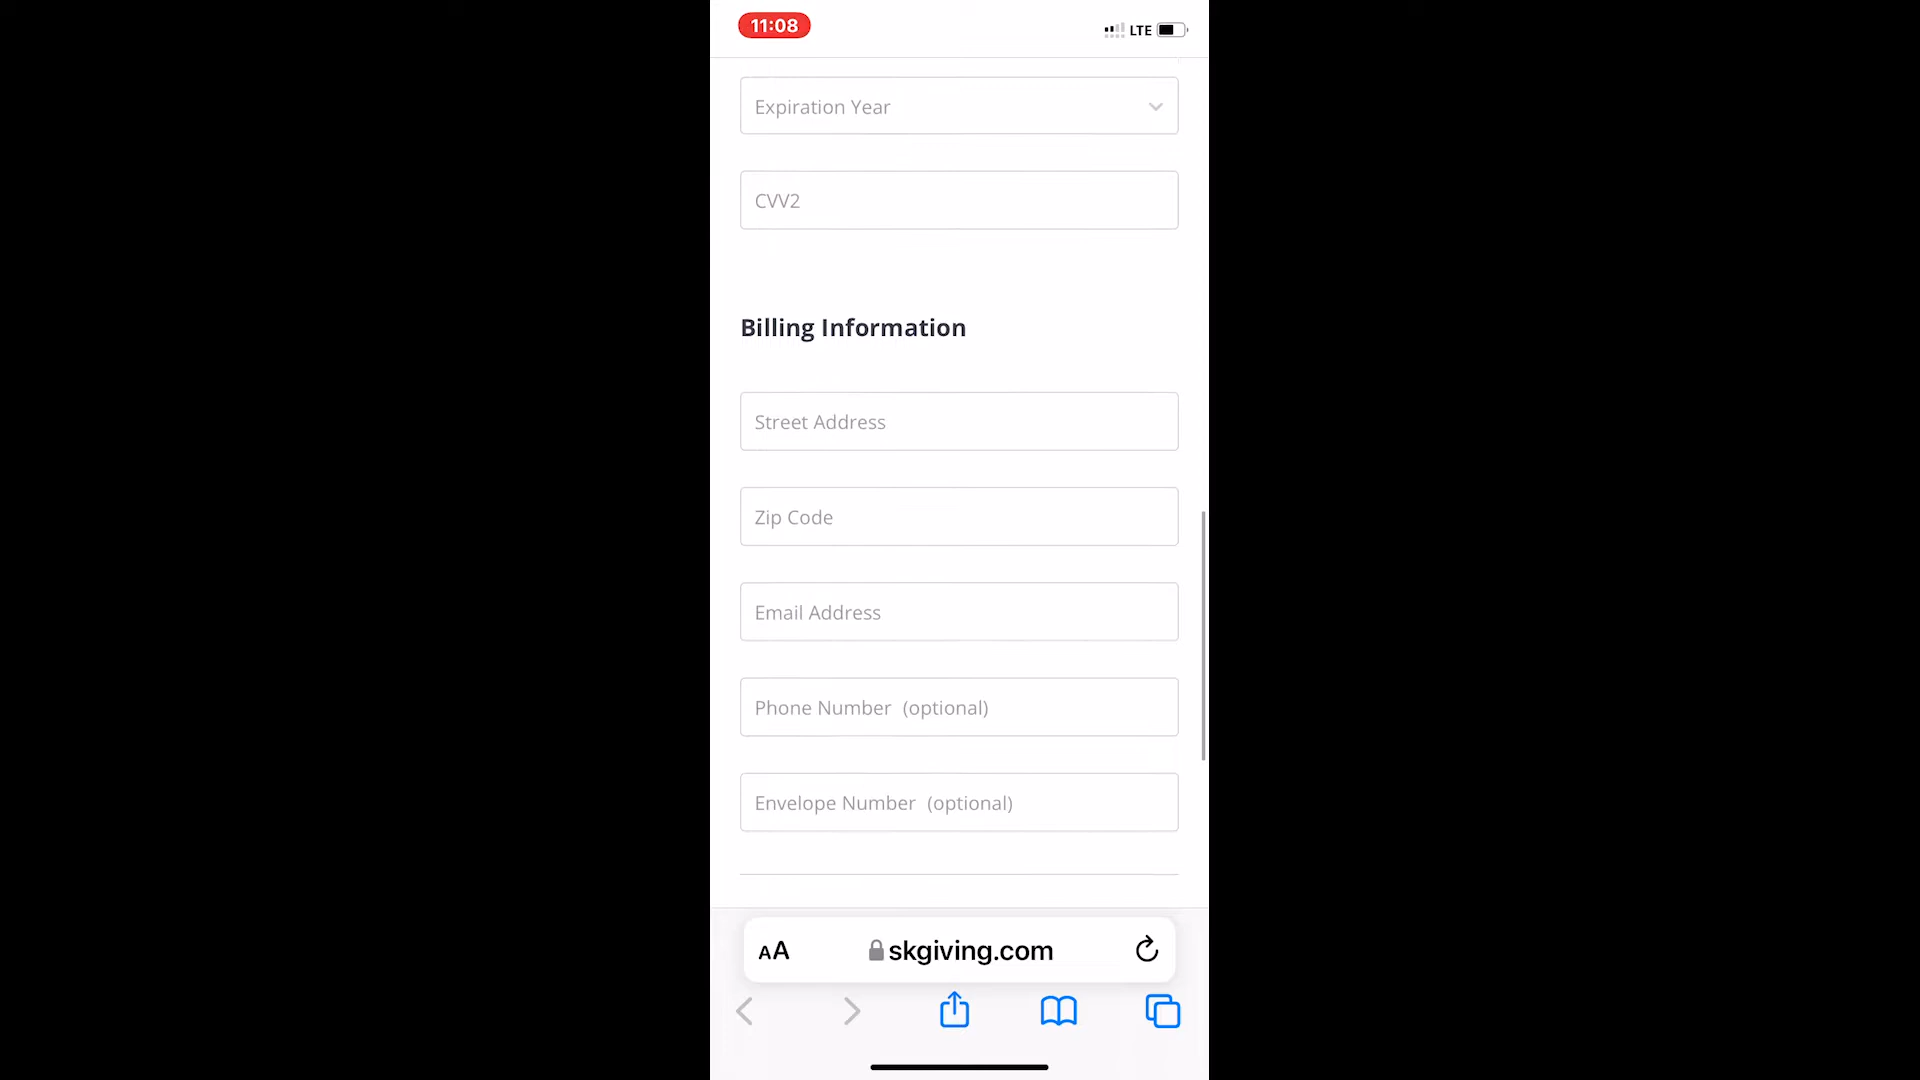 11:08
LTE
Expiration Year
CVV2
Billing Information
Street Address
Zip Code
Email Address
Phone Number (optional)
Envelope Number (optional)
AA
skgiving.com